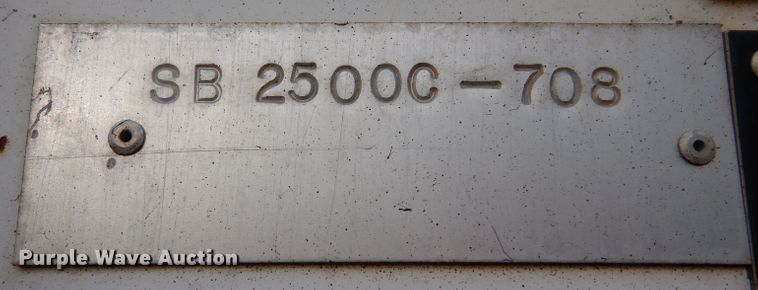 SB 2500C-708
Purple Wave Auction